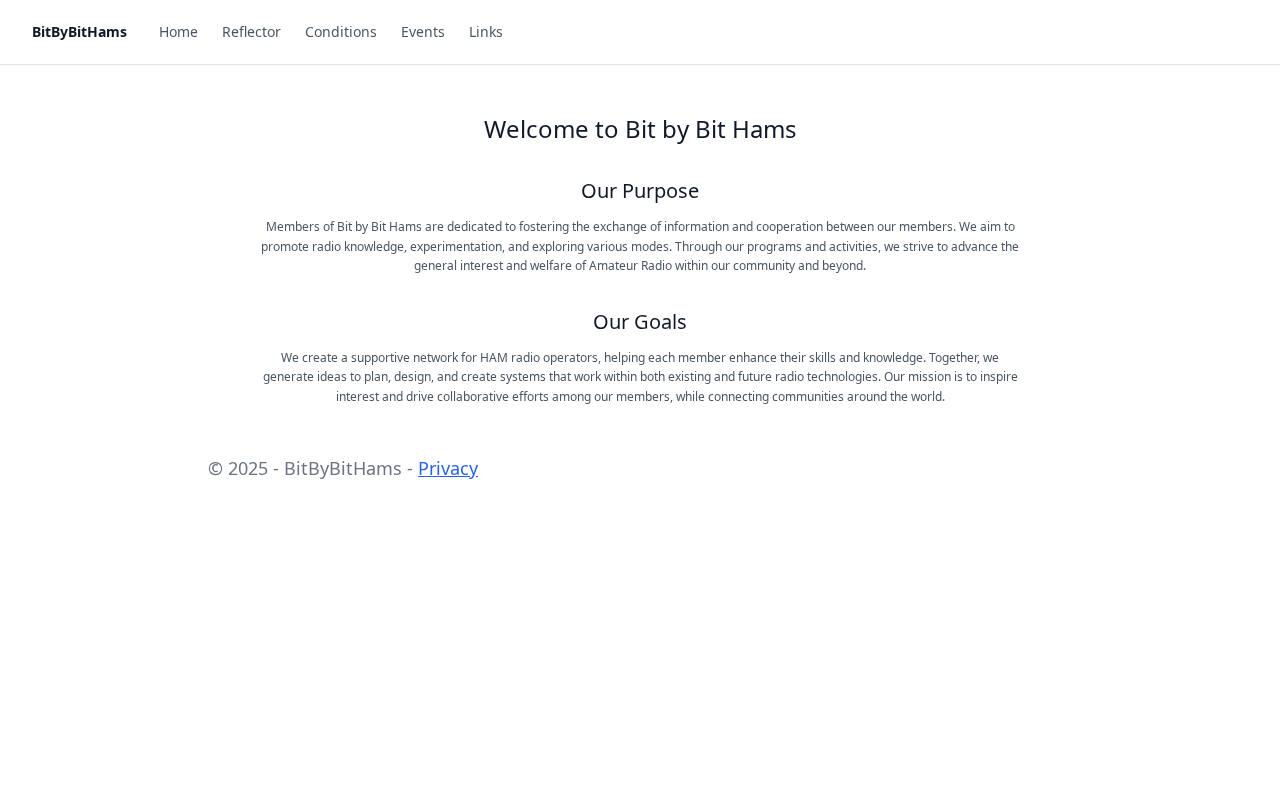 BitByBitHams Home Reflector Conditions Events Links
Welcome to Bit by Bit Hams
Our Purpose
Members of Bit by Bit Hams are dedicated to fostering the exchange of information and cooperation between our members. We aim to
promote radio knowledge, experimentation, and exploring various modes. Through our programs and activities, we strive to advance the
general interest and welfare of Amateur Radio within our community and beyond.
Our Goals
We create a supportive network for HAM radio operators, helping each member enhance their skills and knowledge. Together, we
generate ideas to plan, design, and create systems that work within both existing and future radio technologies. Our mission is to inspire
interest and drive collaborative efforts among our members, while connecting communities around the world.
© 2025 - BitByBitHams - Privacy